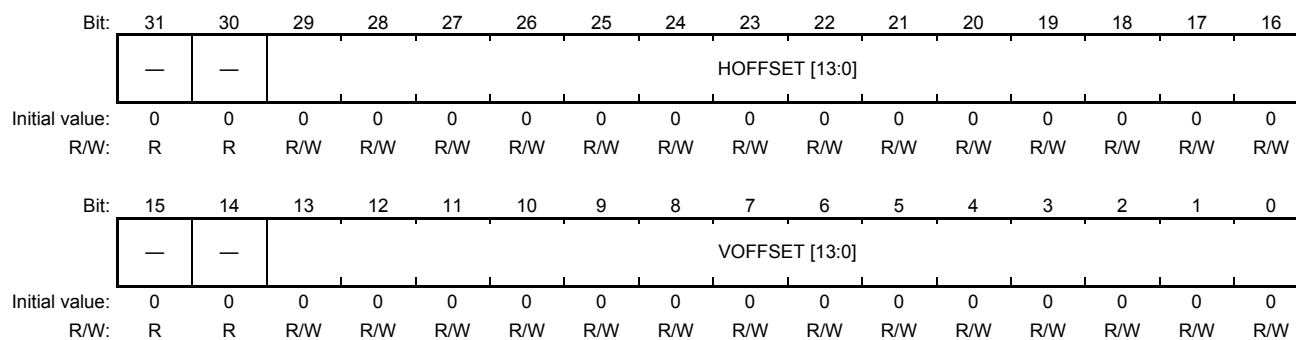 Bit: 31 30 29 28 27 26 25 24 23 22 21 20 19 18 17 16
— — HOFFSET [13:0]
Initial value: 0 0 0 0 0 0 0 0 0 0 0 0 0 0 0 0
R/W: R R R/W R/W R/W R/W R/W R/W R/W R/W R/W R/W R/W R/W R/W R/W
Bit: 15 14 13 12 11 10 9 8 7 6 5 4 3 2 1 0
— — VOFFSET [13:0]
Initial value: 0 0 0 0 0 0 0 0 0 0 0 0 0 0 0 0
R/W: R R R/W R/W R/W R/W R/W R/W R/W R/W R/W R/W R/W R/W R/W R/W